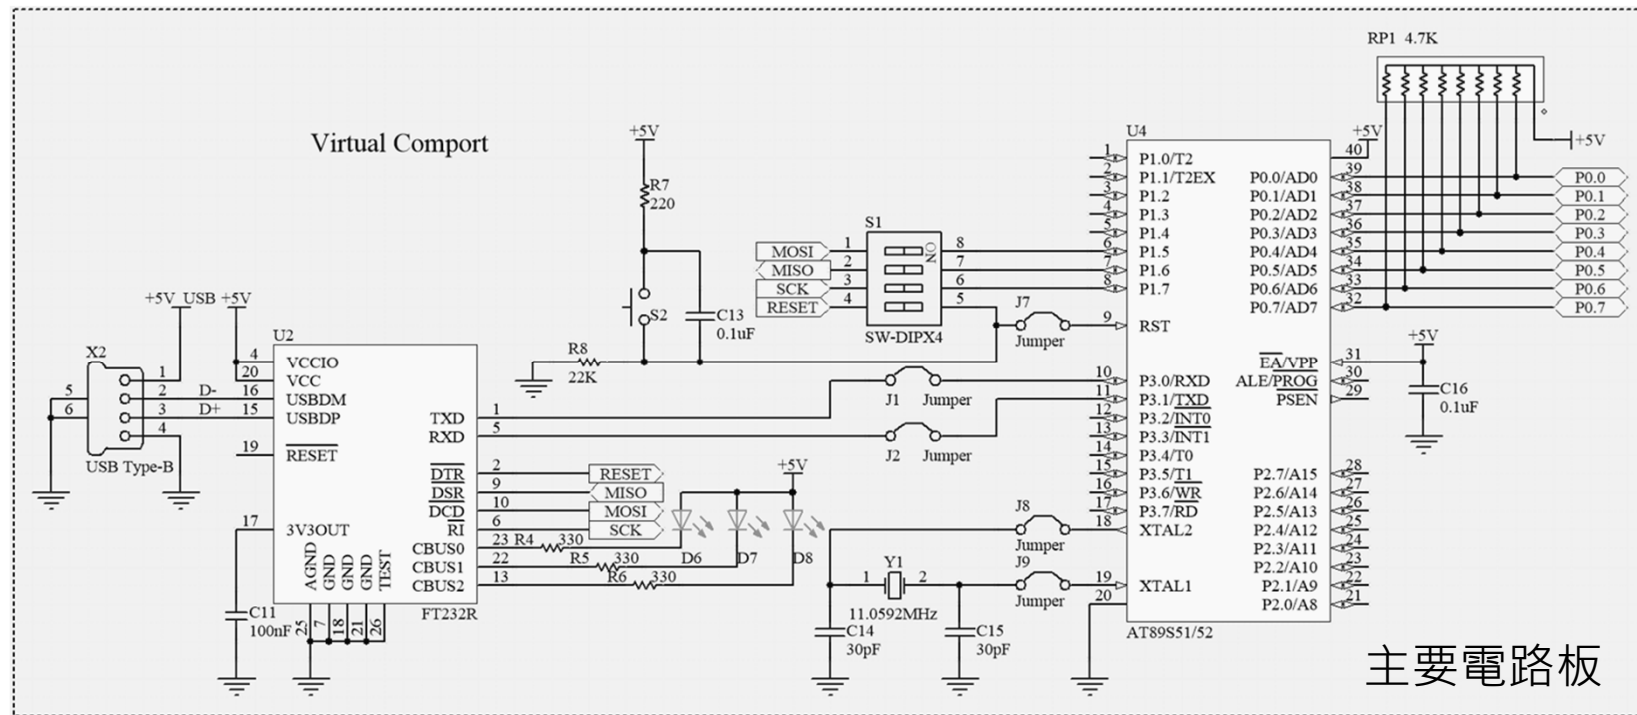 Virtual Comport
+5V
R7
220
S2
C13
0.1uF
R8
22K
+5V USB +5V
X2
5
6
1
2
3
4
D-
D+
USB Type-B
U2
4
20
16
15
19
17
VCCIO
VCC
USBDM
USBDP
RESET
3V3OUT
AGND
GND
GND
GND
TEST
25
7
18
21
26
C11
100nF
TXD
RXD
DTR
DSR
DCD
RI
CBUS0
CBUS1
CBUS2
1
5
2
9
10
6
23
22
13
FT232R
RESET
MISO
MOSI
SCK
R4 330
R5 330
R6 330
+5V
D6
D7
D8
S1
MOSI
MISO
SCK
RESET
1
2
3
4
ON
8
7
6
5
SW-DIPX4
J7
Jumper
J1 Jumper
J2 Jumper
J8
Jumper
J9
Jumper
Y1
1
2
11.0592MHz
C14
30pF
C15
30pF
U4
1 P1.0/T2
2 P1.1/T2EX
3 P1.2
4 P1.3
5 P1.4
6 P1.5
7 P1.6
8 P1.7
9 RST
10 P3.0/RXD
11 P3.1/TXD
12 P3.2/INT0
13 P3.3/INT1
14 P3.4/T0
15 P3.5/T1
16 P3.6/WR
17 P3.7/RD
18 XTAL2
19 XTAL1
20
AT89S51/52
RP1 4.7K
+5V
+5V
40
P0.0/AD0 39 P0.0
P0.1/AD1 38 P0.1
P0.2/AD2 37 P0.2
P0.3/AD3 36 P0.3
P0.4/AD4 35 P0.4
P0.5/AD5 34 P0.5
P0.6/AD6 33 P0.6
P0.7/AD7 32 P0.7
+5V
EA/VPP 31
ALE/PROG 30
PSEN 29
C16
0.1uF
P2.7/A15 28
P2.6/A14 27
P2.5/A13 26
P2.4/A12 25
P2.3/A11 24
P2.2/A10 23
P2.1/A9 22
P2.0/A8 21
主要電路板